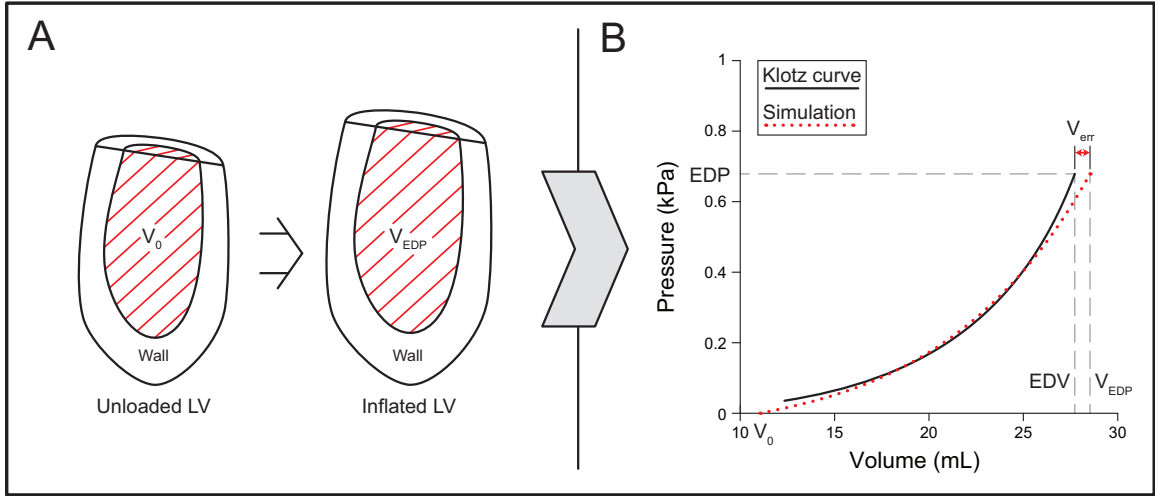 A
V0
Wall
Unloaded LV
VEDP
Wall
Inflated LV
B
Klotz curve
Simulation
Verr
EDP
EDV
VEDP
Pressure (kPa)
1
0.8
0.6
0.4
0.2
0
10
V0
15
20
25
30
Volume (mL)